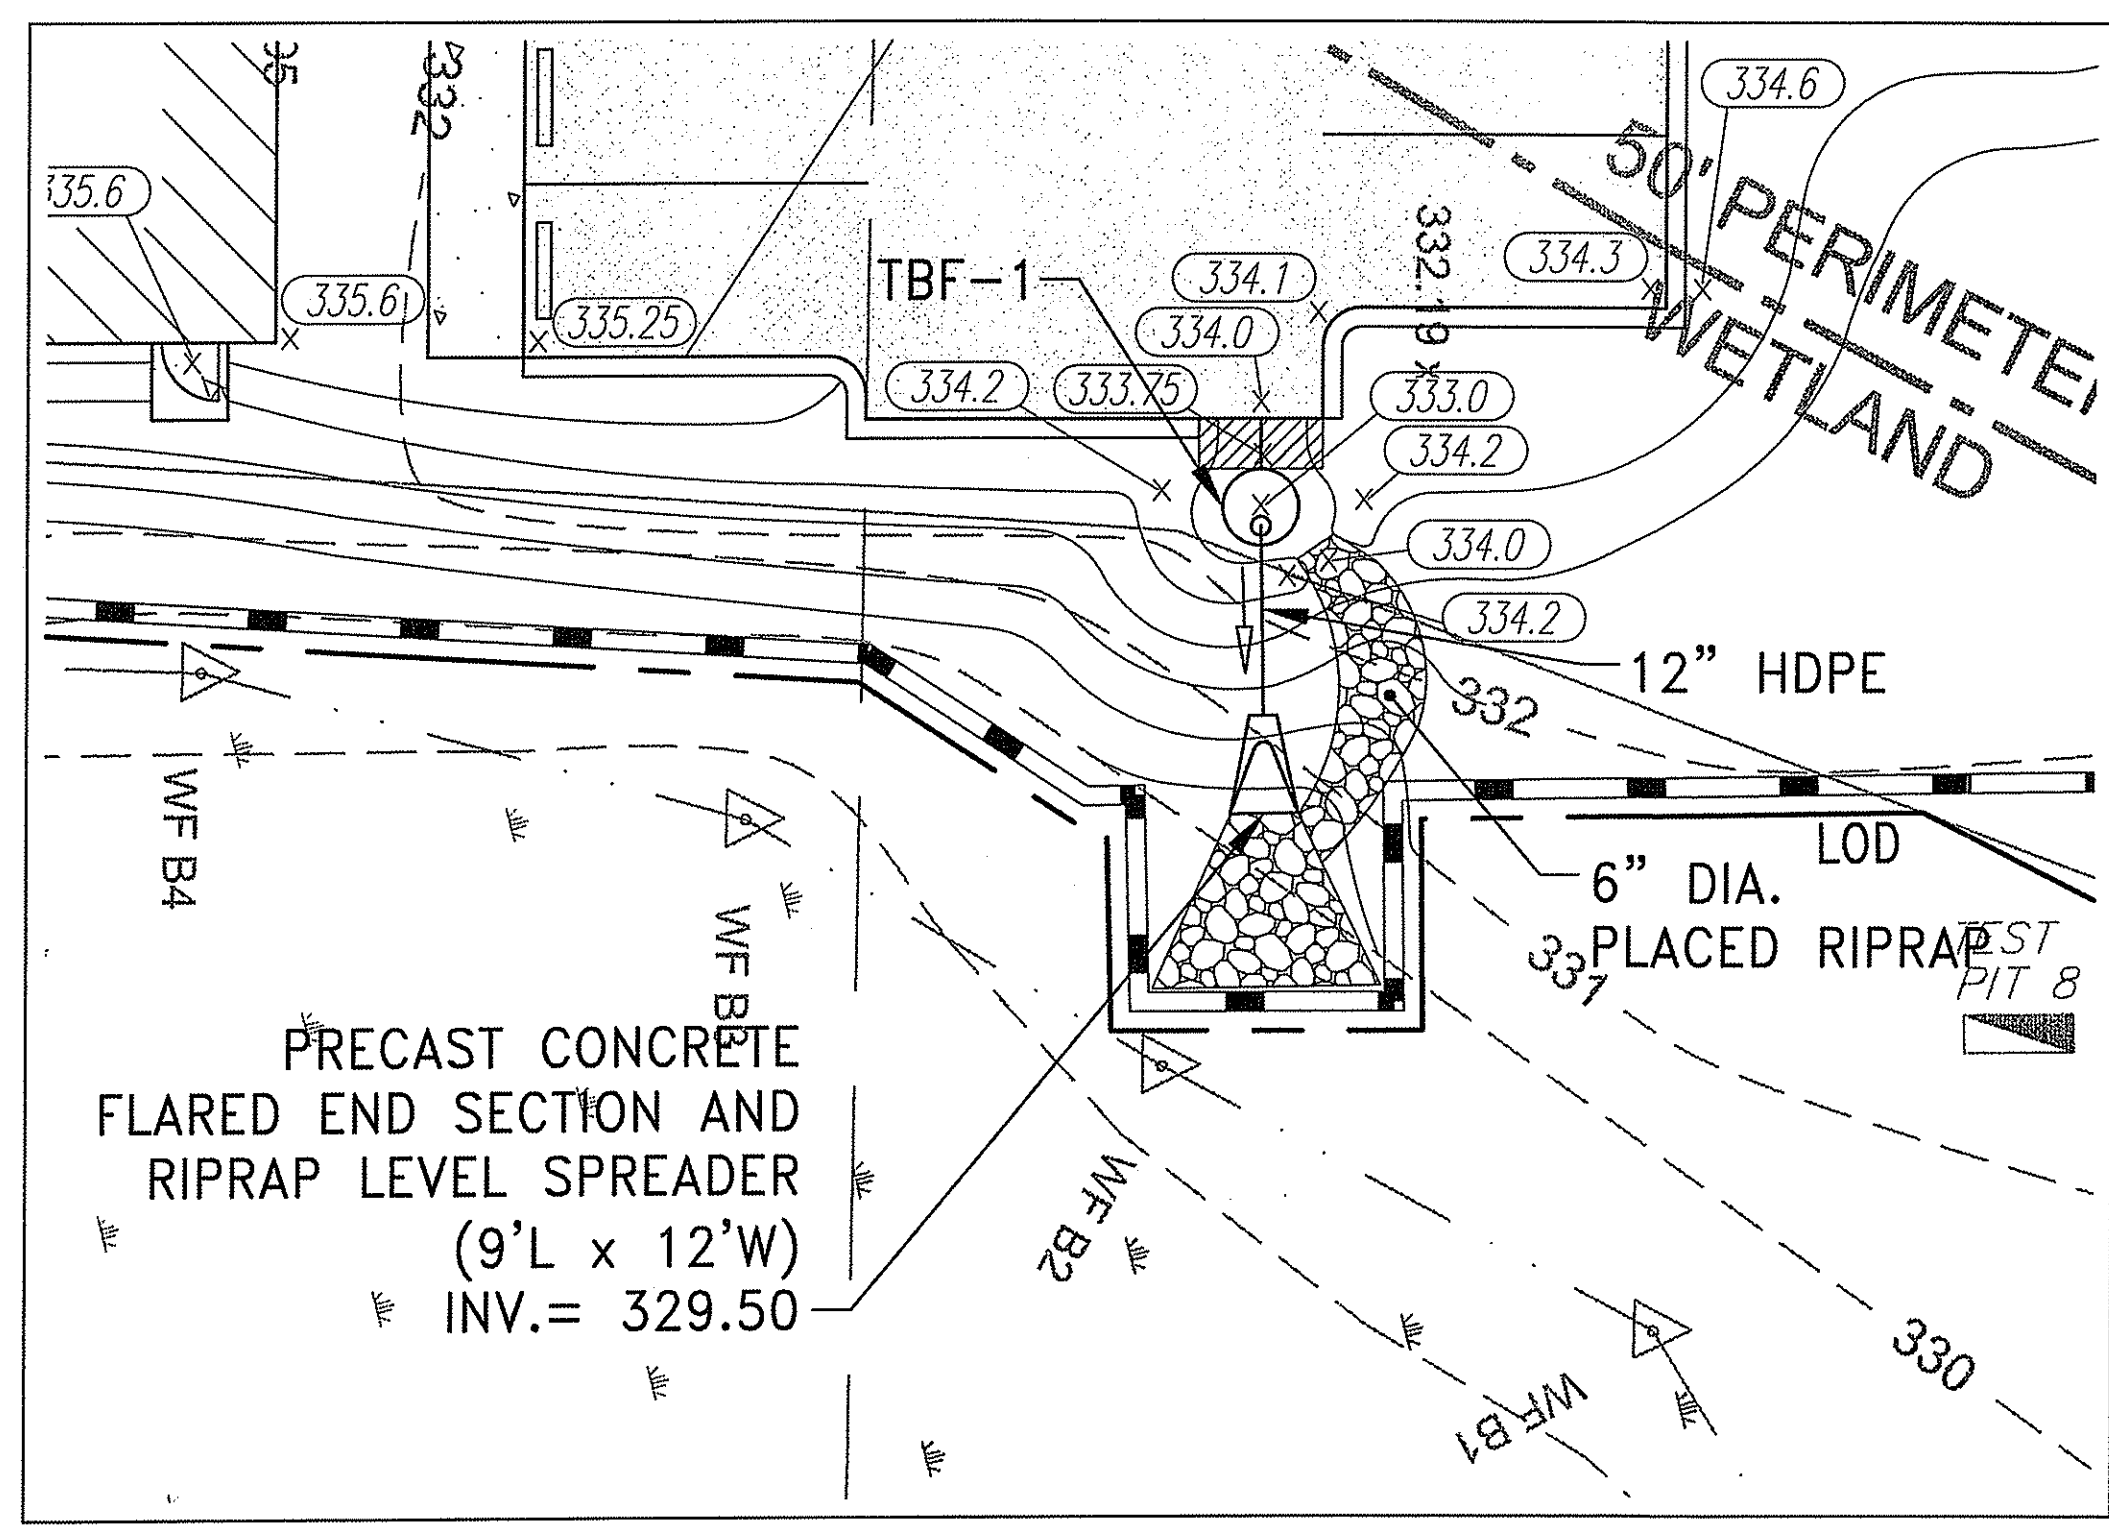 35
332
334.6
50' PERIMETER
WETLAND
335.6
335.6
335.25
TBF-1
334.1
334.0
332.19 x
334.3
334.2
333.75
333.0
334.2
334.0
334.2
12” HDPE
332
LOD
6” DIA.
PLACED RIPRAP
331
TEST
PIT 8
WF B4
WF B3
PRECAST CONCRETE
FLARED END SECTION AND
RIPRAP LEVEL SPREADER
(9’L x 12’W)
INV.= 329.50
WF B2
WF B1
330